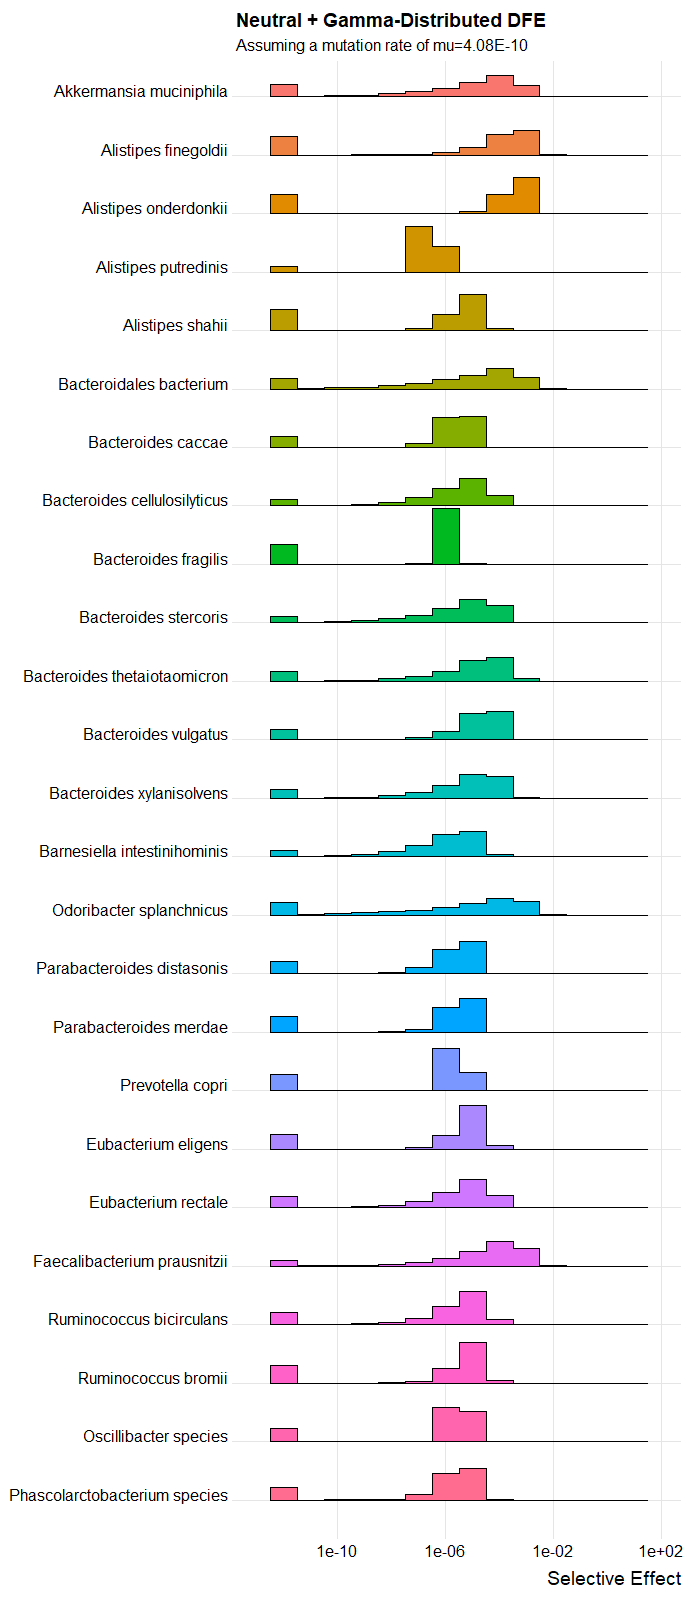 Neutral + Gamma-Distributed DFE
Assuming a mutation rate of mu=4.08E-10
Akkermansia muciniphila
Alistipes finegoldii
Alistipes onderdonkii
Alistipes putredinis
Alistipes shahii
Bacteroidales bacterium
Bacteroides caccae
Bacteroides cellulosilyticus
Bacteroides fragilis
Bacteroides stercoris
Bacteroides thetaiotaomicron
Bacteroides vulgatus
Bacteroides xylanisolvens
Barnesiella intestinihominis
Odoribacter splanchnicus
Parabacteroides distasonis
Parabacteroides merdae
Prevotella copri
Eubacterium eligens
Eubacterium rectale
Faecalibacterium prausnitzii
Ruminococcus bicirculans
Ruminococcus bromii
Oscillibacter species
Phascolarctobacterium species
1e-10 1e-06 1e-02 1e+02
Selective Effect